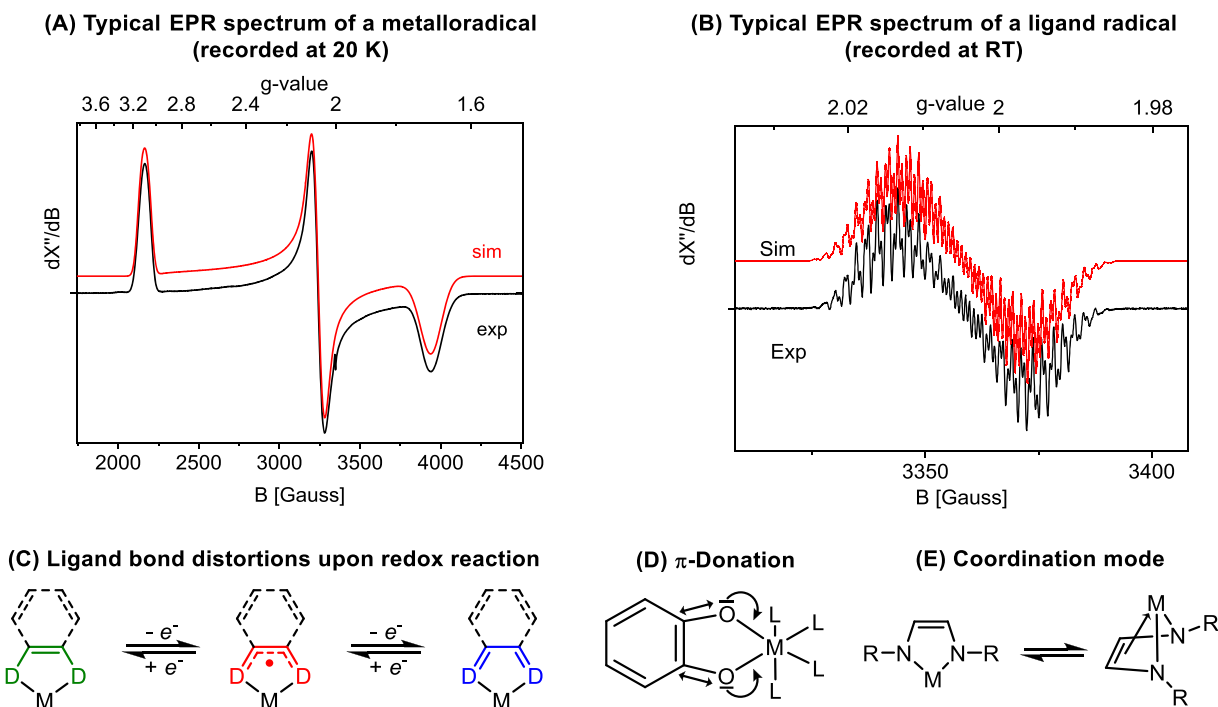 (A) Typical EPR spectrum of a metalloradical
(recorded at 20 K)
g-value
3.6 3.2 2.8 2.4 2 1.6
dX"/dB
sim
exp
2000 2500 3000 3500 4000 4500
B [Gauss]
(B) Typical EPR spectrum of a ligand radical
(recorded at RT)
2.02 g-value 2 1.98
dX"/dB
Sim
Exp
3350 3400
B [Gauss]
(C) Ligand bond distortions upon redox reaction
- e⁻
+ e⁻
- e⁻
+ e⁻
D D
M
D D
M
D D
M
(D) π-Donation
O
O
M
L
L
L
L
(E) Coordination mode
R N N R
M
M
N R
N
R